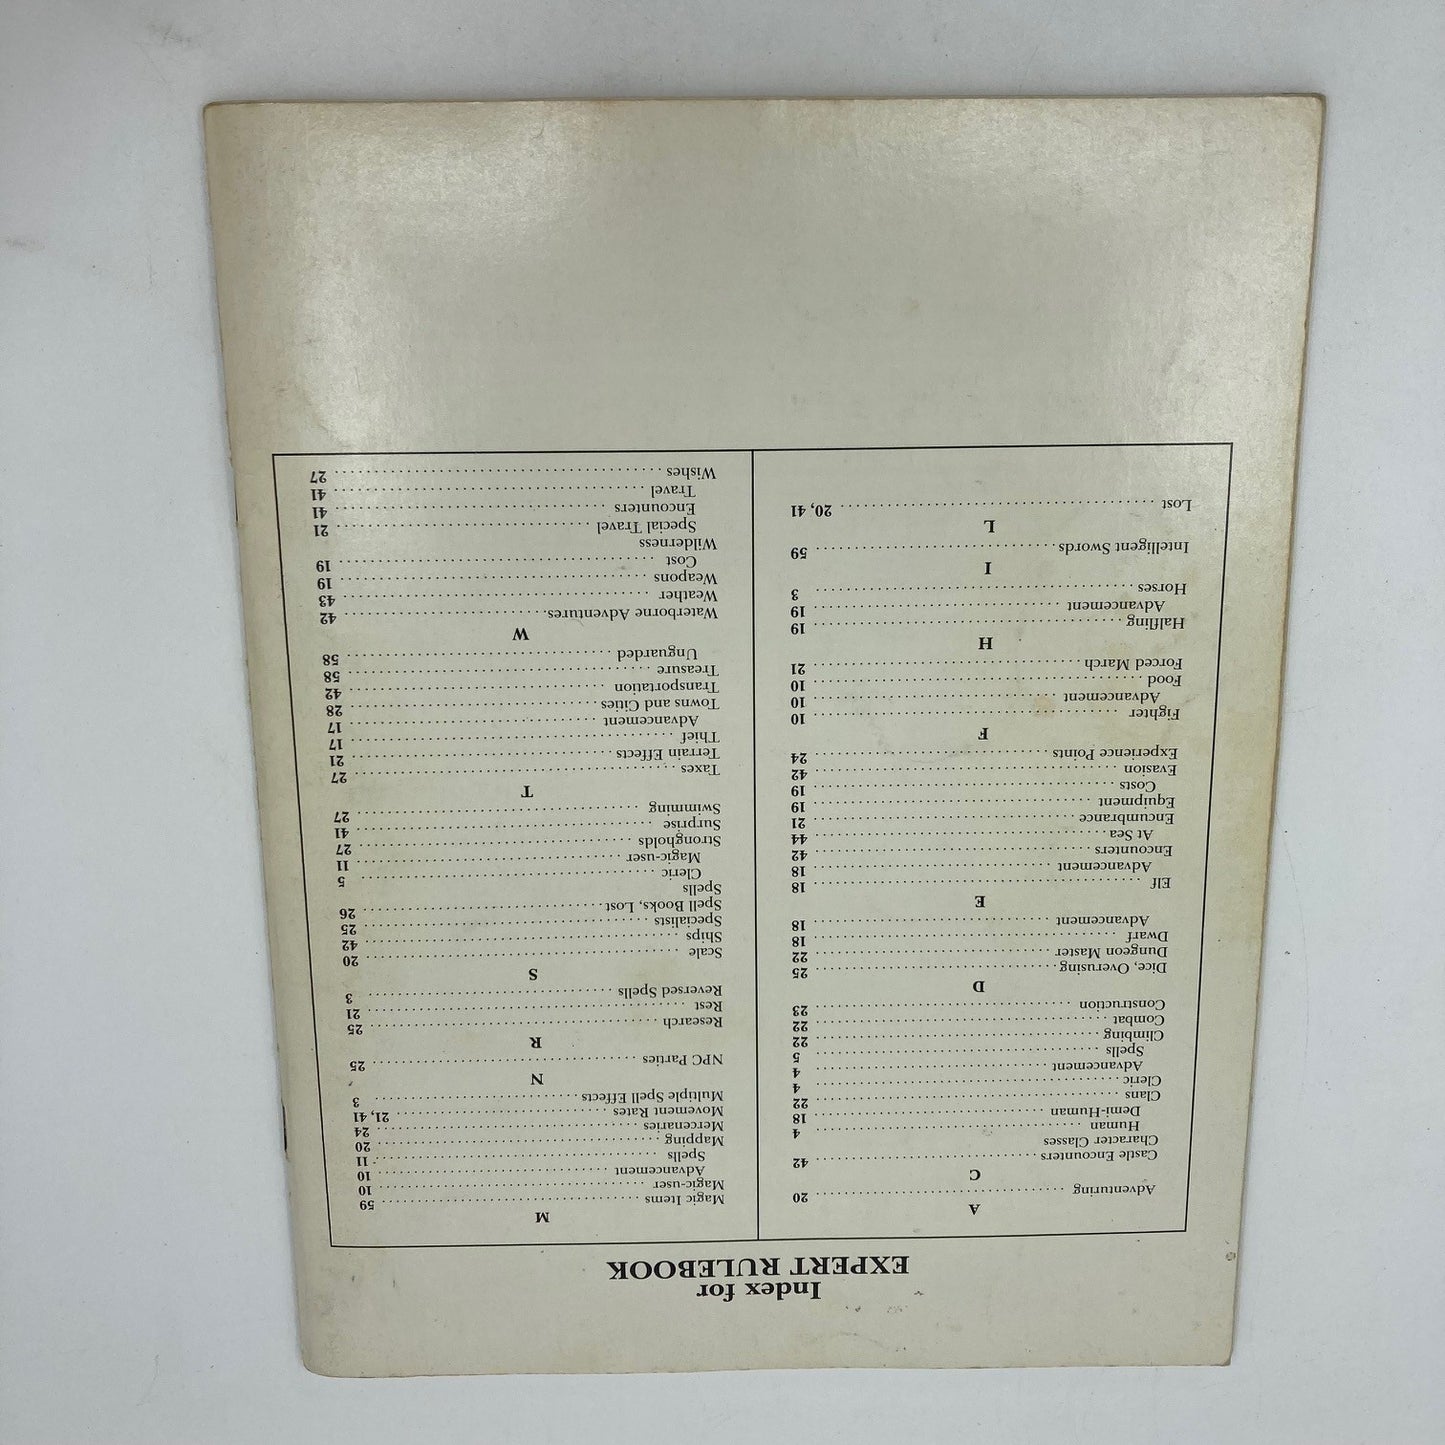 Index for
EXPERT RULEBOOK
A
Adventuring 20
C
Castle Encounters 42
Character Classes
Human 4
Demi-Human 18
Clans 22
Cleric 4
Advancement 4
Spells 5
Climbing 22
Combat 22
Construction 23
D
Dice, Overusing 25
Dungeon Master 22
Dwarf 18
Advancement 18
E
Elf 18
Advancement 18
Encounters 42
At Sea 44
Encumbrance 21
Equipment 19
Costs 19
Evasion 42
Experience Points 24
F
Fighter 10
Advancement 10
Food 10
Forced March 21
H
Halfling 19
Advancement 19
Horses 3
I
Intelligent Swords 59
L
Lost 20, 41
M
Magic Items 59
Magic-user 10
Advancement 10
Spells 11
Mapping 20
Mercenaries 24
Movement Rates 21, 41
Multiple Spell Effects 3
N
NPC Parties 25
R
Research 25
Rest 21
Reversed Spells 3
S
Scale 20
Ships 42
Specialists 25
Spell Books, Lost 26
Spells
Cleric 5
Magic-user 11
Strongholds 27
Surprise 41
Swimming 27
T
Taxes 27
Terrain Effects 21
Thief 17
Advancement 17
Towns and Cities 28
Transportation 42
Treasure 58
Unguarded 58
W
Waterborne Adventures 42
Weather 43
Weapons 19
Cost 19
Wilderness
Special Travel 21
Encounters 41
Travel 41
Wishes 27